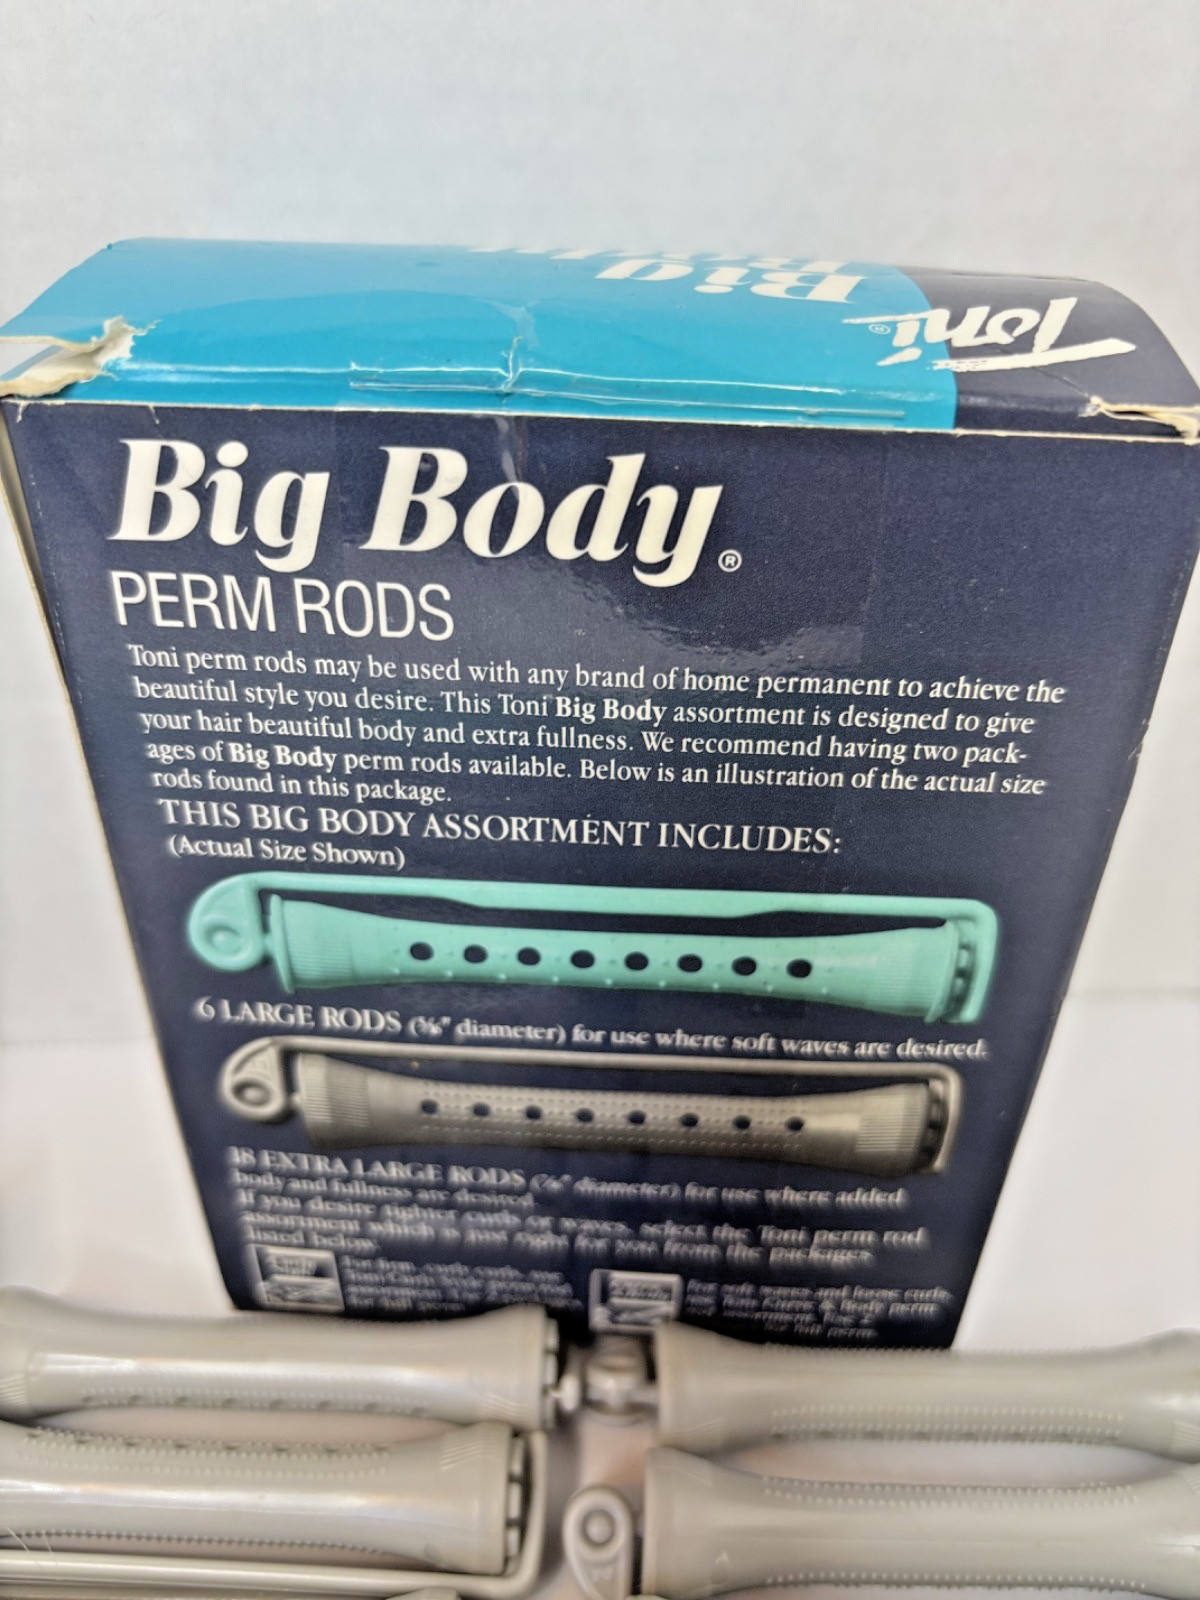 Big
Toni®
Big Body®
PERM RODS
Toni perm rods may be used with any brand of home permanent to achieve the
beautiful style you desire. This Toni Big Body assortment is designed to give
your hair beautiful body and extra fullness. We recommend having two pack-
ages of Big Body perm rods available. Below is an illustration of the actual size
rods found in this package.
THIS BIG BODY ASSORTMENT INCLUDES:
(Actual Size Shown)
6 LARGE RODS diameter) for use where soft waves are desired.
18 EXTRA LARGE RODS diameter) for use where added
body and fullness are desired.
If you desire tighter curls or waves, select the Toni perm rod
assortment which is just right for you from the packages
listed below.